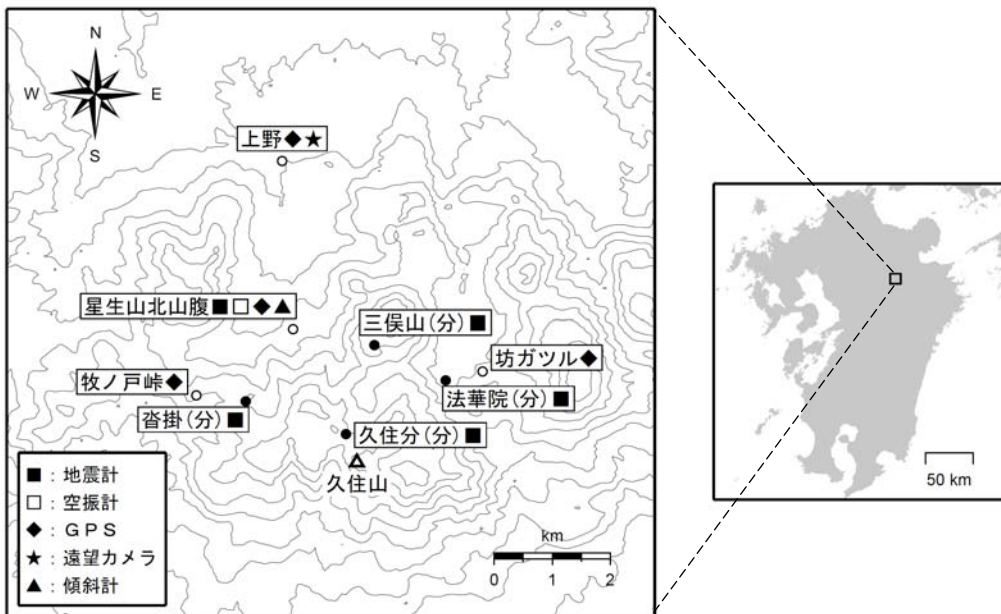 N
W E
S
上野◆★
星生山北山腹■□◆▲
三俣山(分)■
坊ガツル◆
牧ノ戸峠◆
法華院(分)■
沓掛(分)■
久住分(分)■
久住山
■：地震計
□：空振計
◆：ＧＰＳ
★：遠望カメラ
▲：傾斜計
km
0 1 2
50 km